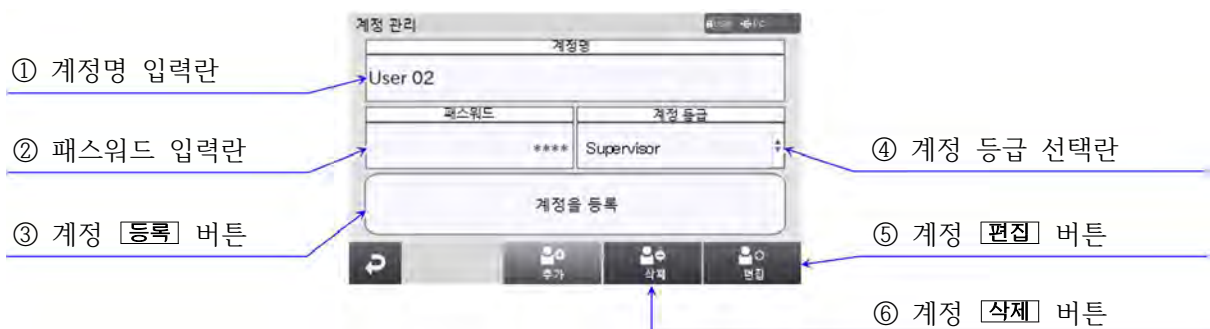 계정 관리
계정명
① 계정명 입력란
User 02
패스워드 계정 등급
② 패스워드 입력란
**** Supervisor
④ 계정 등급 선택란
계정을 등록
③ 계정 등록 버튼
⑤ 계정 편집 버튼
추가 삭제 편집
⑥ 계정 삭제 버튼